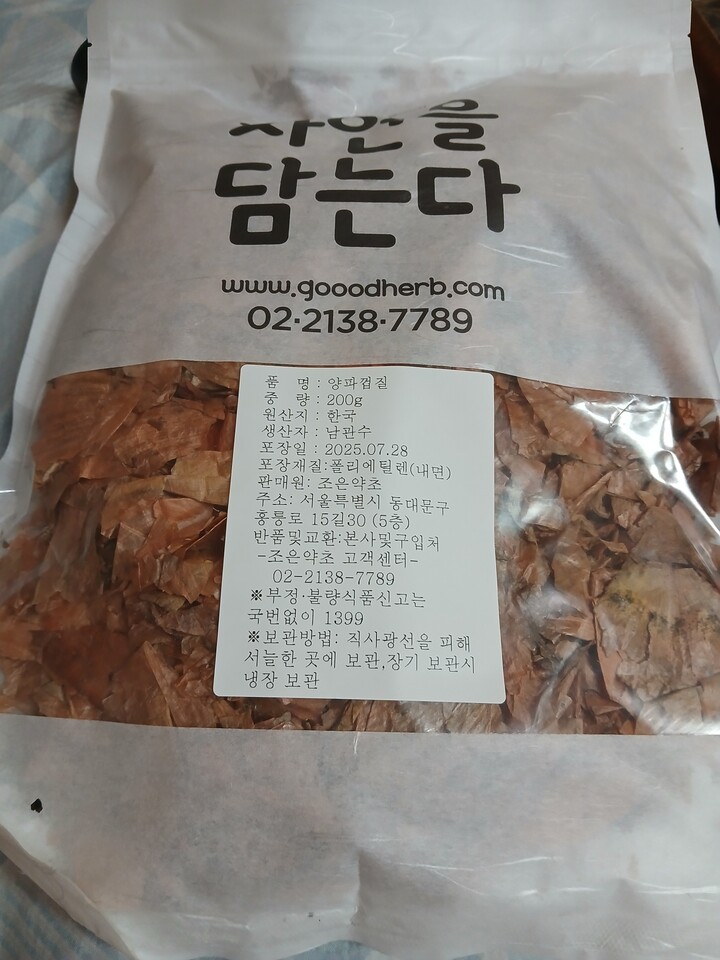 자연을
담는다
www.gooodherb.com
02·2138·7789
품 명 : 양파껍질
중 량 : 200g
원산지 : 한국
생산자 : 남관수
포장일 : 2025.07.28
포장재질:폴리에틸렌(내면)
판매원: 조은약초
주소: 서울특별시 동대문구
홍릉로 15길30 (5층)
반품및교환:본사및구입처
-조은약초 고객센터-
02-2138-7789
※부정·불량식품신고는
국번없이 1399
※보관방법: 직사광선을 피해
서늘한 곳에 보관,장기 보관시
냉장 보관